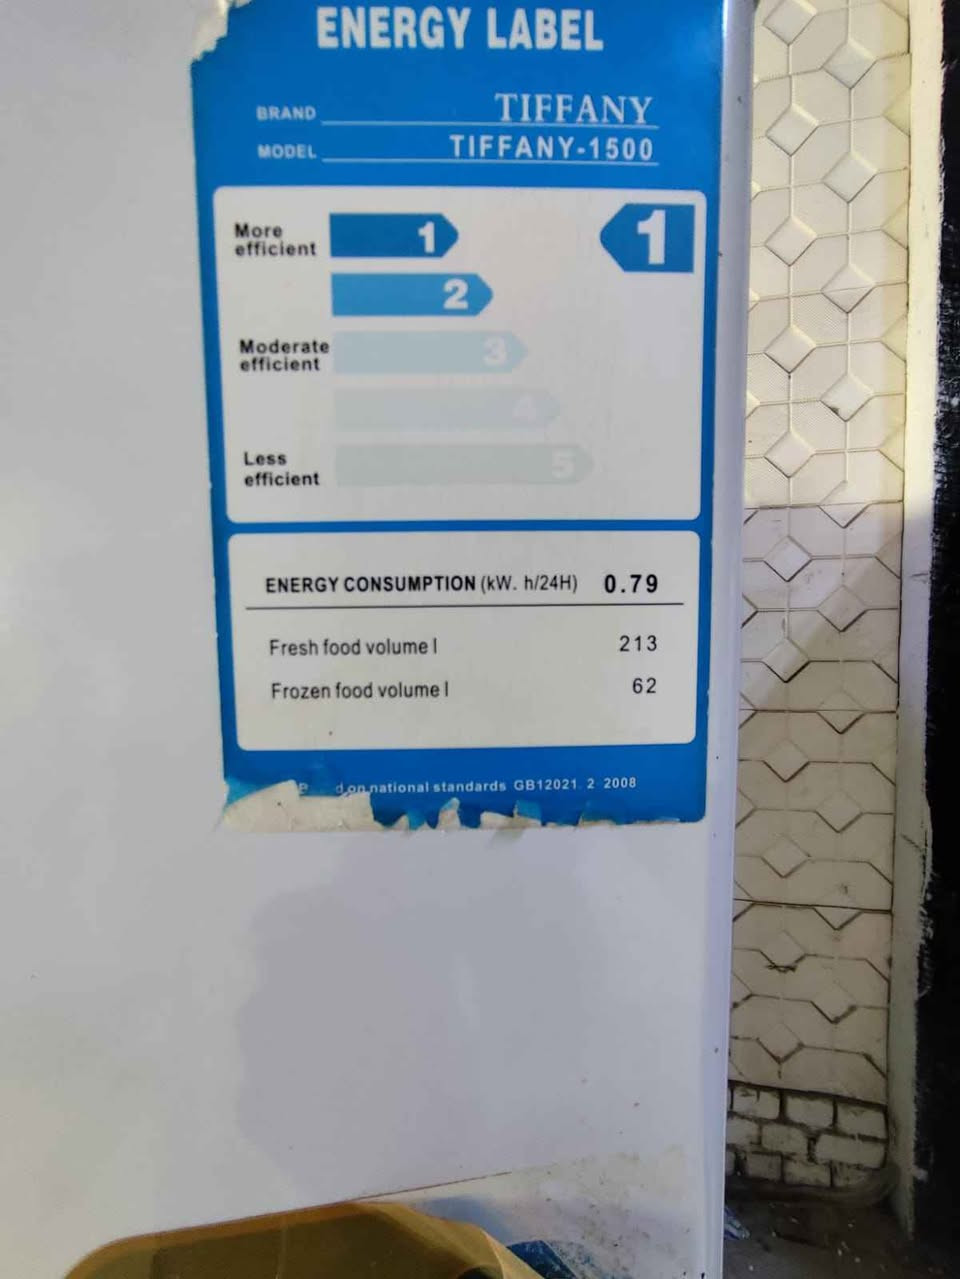 ENERGY LABEL
BRAND TIFFANY
MODEL TIFFANY-1500
More
efficient
1
1
2
Moderate
efficient
3
4
Less
efficient
5
ENERGY CONSUMPTION (kW. h/24H) 0.79
Fresh food volume l 213
Frozen food volume l 62
on national standards GB12021. 2 2008